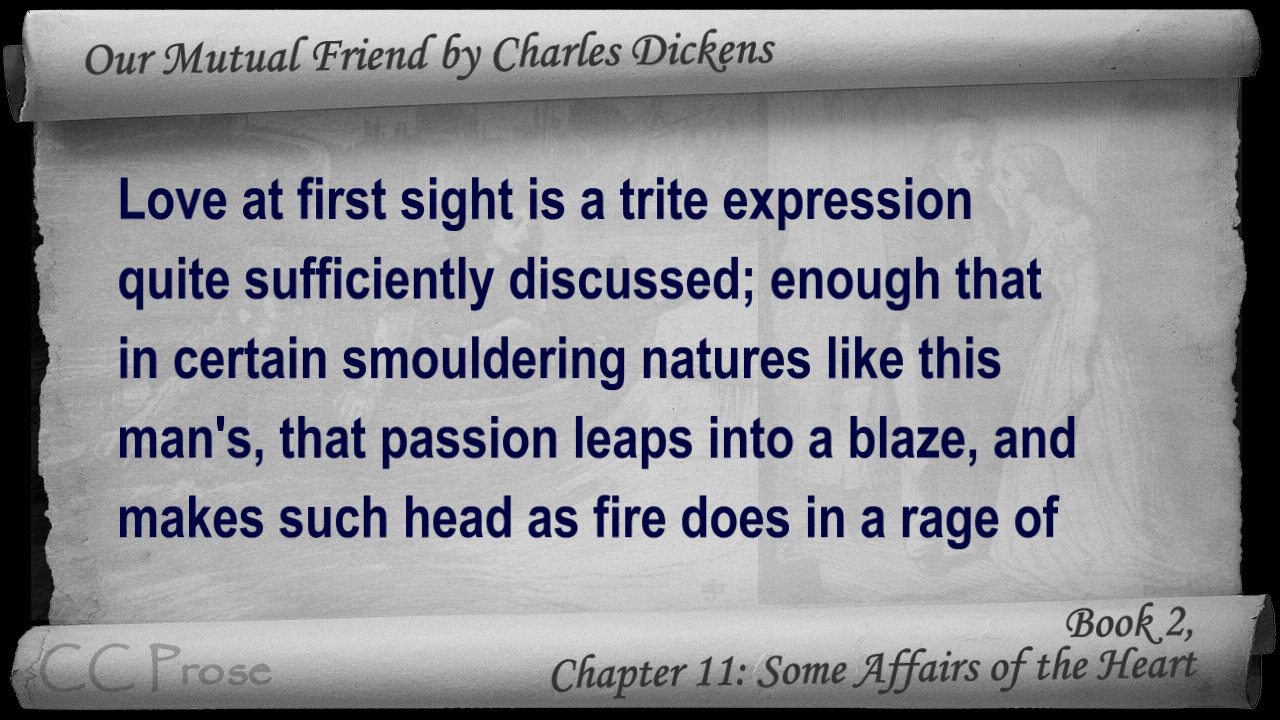 Our Mutual Friend by Charles Dickens
Love at first sight is a trite expression
quite sufficiently discussed; enough that
in certain smouldering natures like this
man's, that passion leaps into a blaze, and
makes such head as fire does in a rage of
Book 2,
Chapter 11: Some Affairs of the Heart
CC Prose